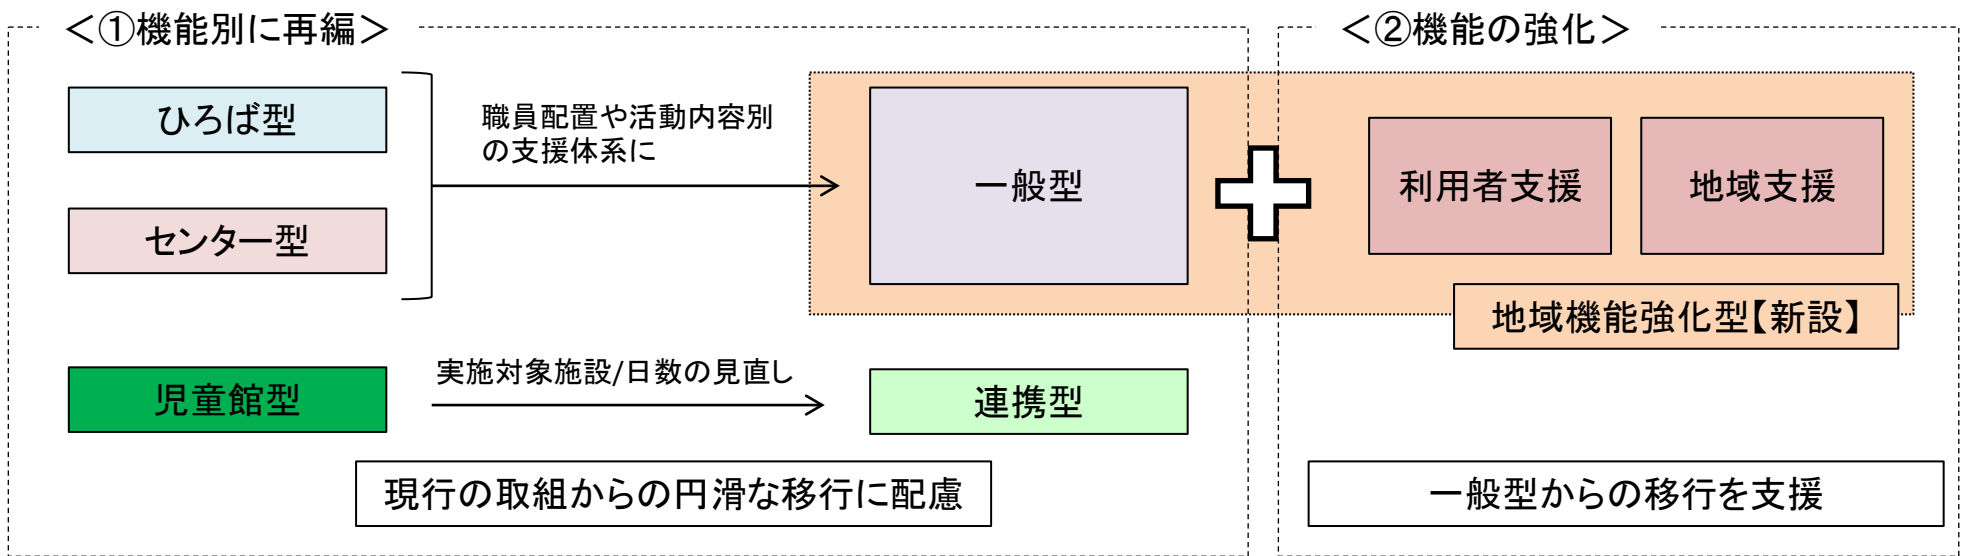 ＜①機能別に再編＞
ひろば型
センター型
職員配置や活動内容別
の支援体系に
一般型
児童館型
実施対象施設/日数の見直し
連携型
現行の取組からの円滑な移行に配慮
＜②機能の強化＞
利用者支援
地域支援
地域機能強化型【新設】
一般型からの移行を支援